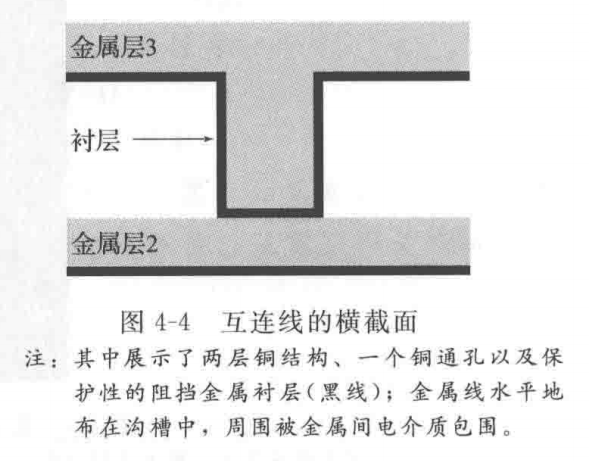 金属层3
衬层
金属层2
图 4-4 互连线的横截面
注：其中展示了两层铜结构、一个铜通孔以及保
护性的阻挡金属衬层(黑线)；金属线水平地
布在沟槽中，周围被金属间电介质包围。